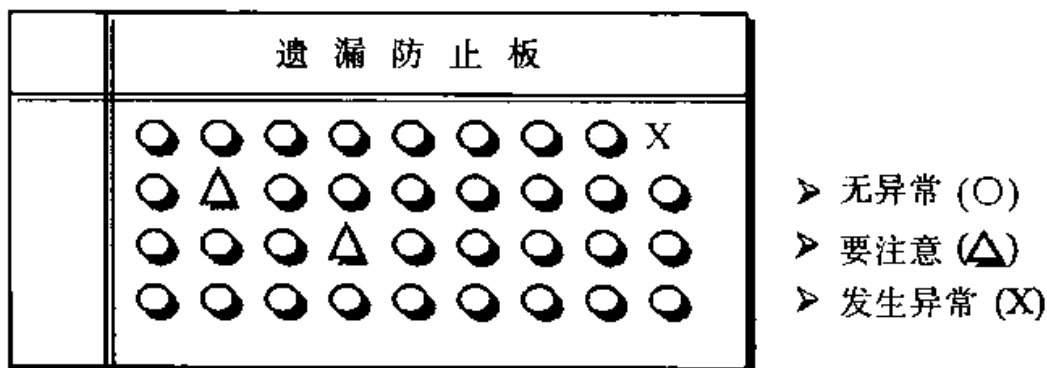 遗漏防止板
○ ○ ○ ○ ○ ○ ○ ○ X
○ △ ○ ○ ○ ○ ○ ○ ○
○ ○ ○ △ ○ ○ ○ ○ ○
○ ○ ○ ○ ○ ○ ○ ○ ○
➢ 无异常 (○)
➢ 要注意 (△)
➢ 发生异常 (X)